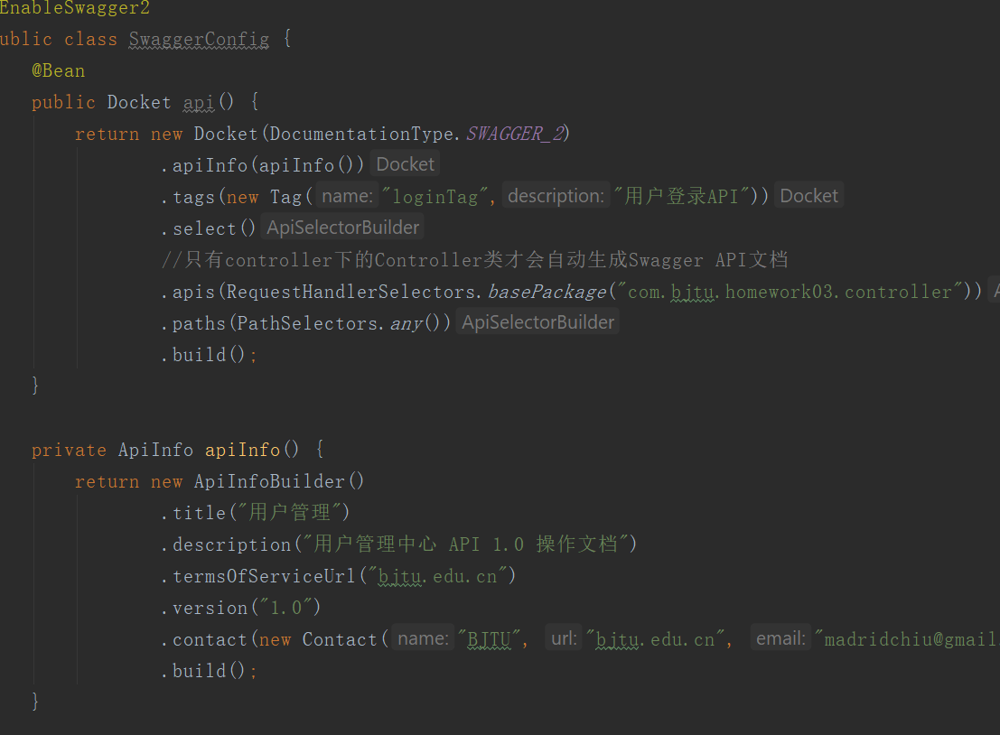 EnableSwagger2
ublic class SwaggerConfig {
@Bean
public Docket api() {
return new Docket(DocumentationType.SWAGGER_2)
.apiInfo(apiInfo()) Docket
.tags(new Tag( name: "loginTag", description: "用户登录API")) Docket
.select() ApiSelectorBuilder
//只有controller下的Controller类才会自动生成Swagger API文档
.apis(RequestHandlerSelectors.basePackage("com.bjtu.homework03.controller")) A
.paths(PathSelectors.any()) ApiSelectorBuilder
.build();
}
private ApiInfo apiInfo() {
return new ApiInfoBuilder()
.title("用户管理")
.description("用户管理中心 API 1.0 操作文档")
.termsOfServiceUrl("bjtu.edu.cn")
.version("1.0")
.contact(new Contact( name: "BJTU", url: "bjtu.edu.cn", email: "madridchiu@gmail
.build();
}